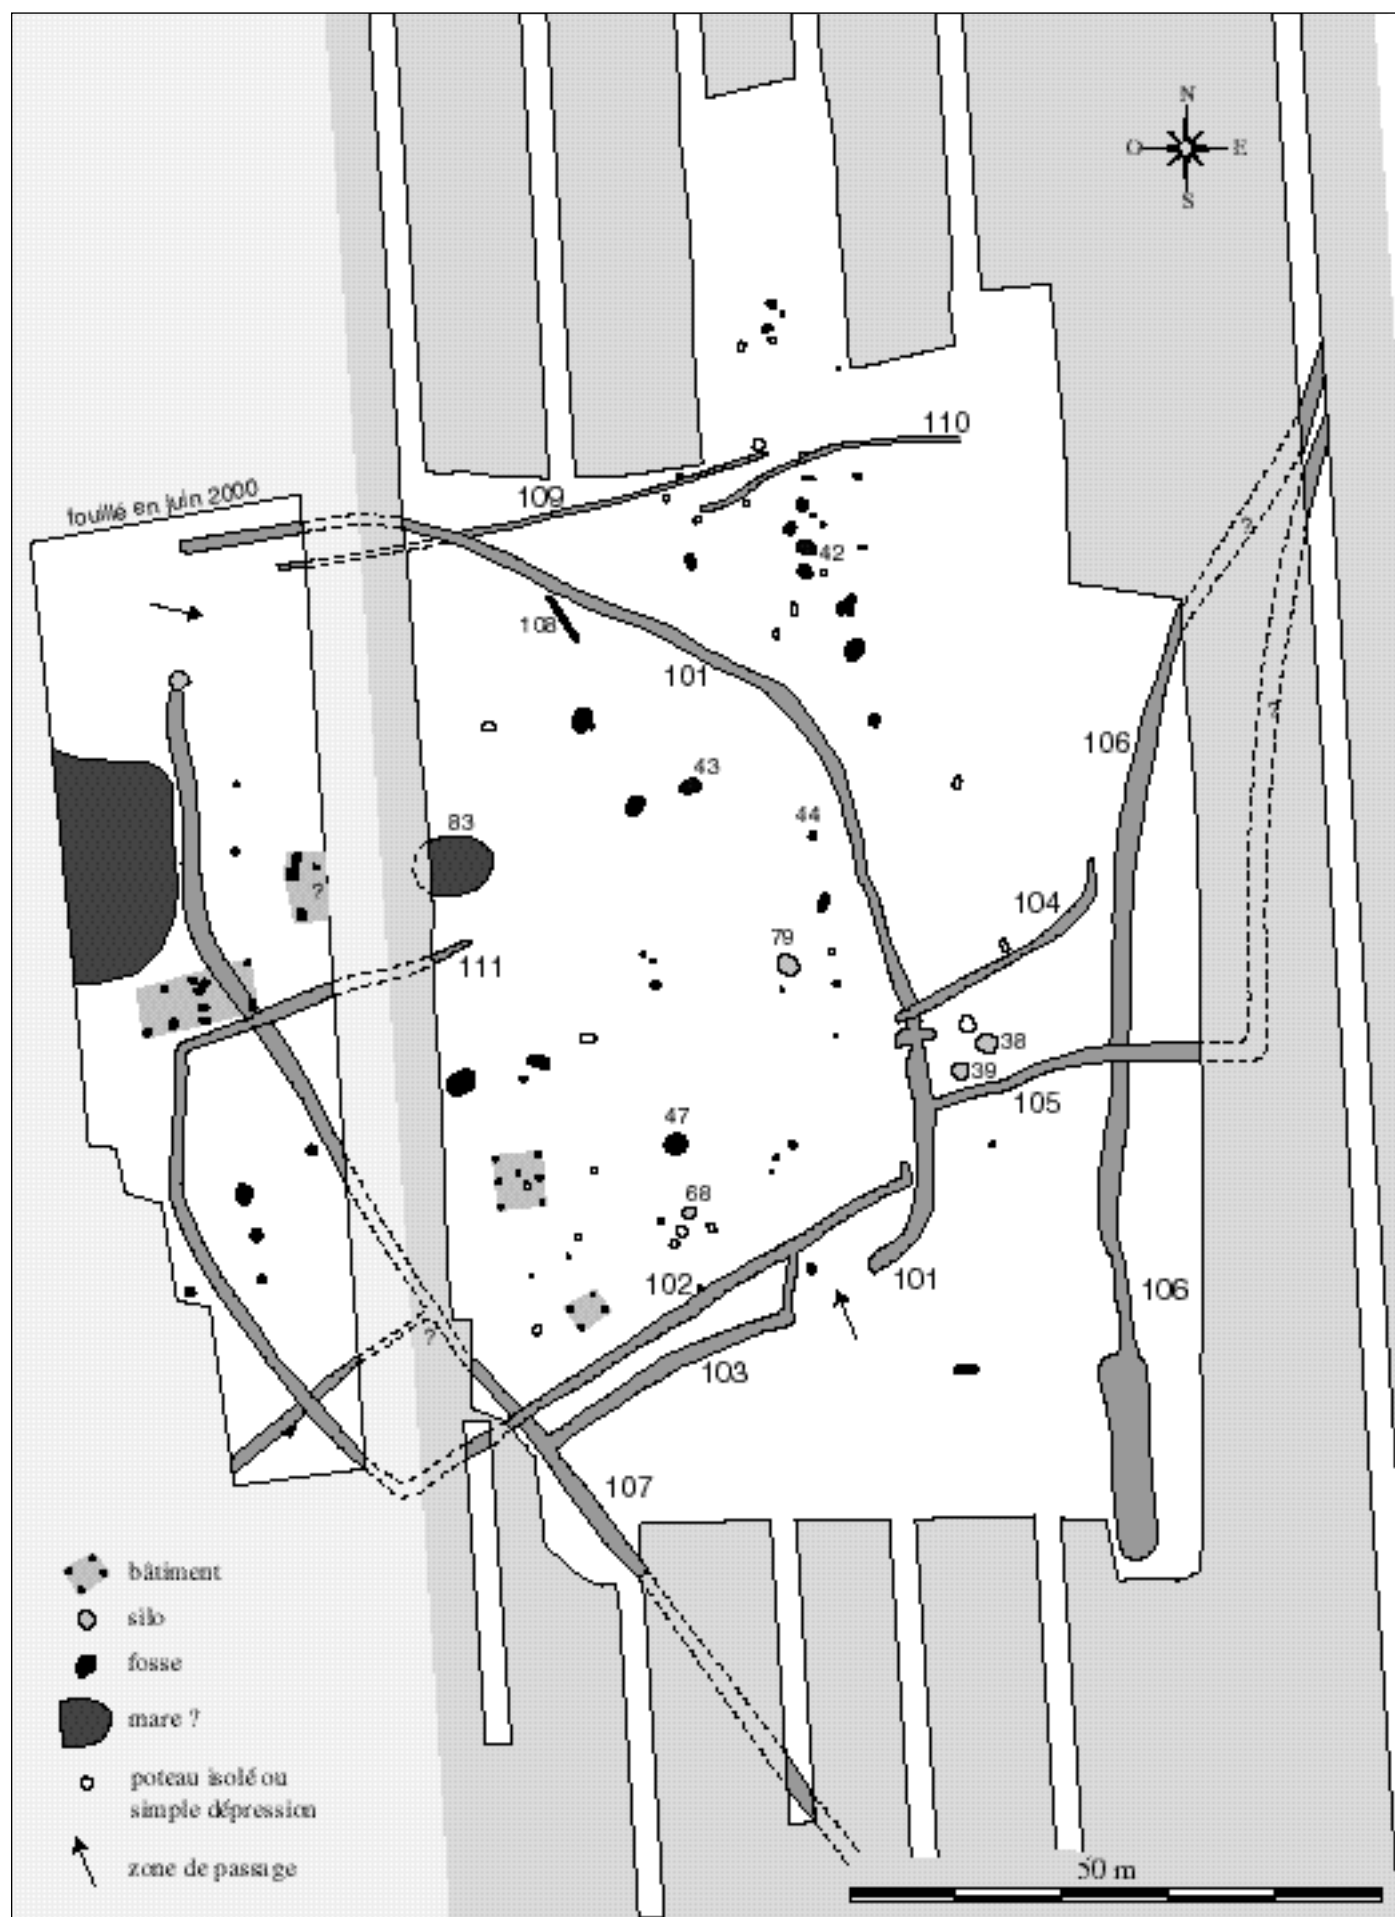 N
O E
S
110
fouillé en juin 2000
109
42
108
?
101
?
106
43
83
44
?
104
79
111
38
39
105
47
68
102
101
106
?
103
107
bâtiment
silo
fosse
mare ?
poteau isolé ou
simple dépression
zone de passage
50 m